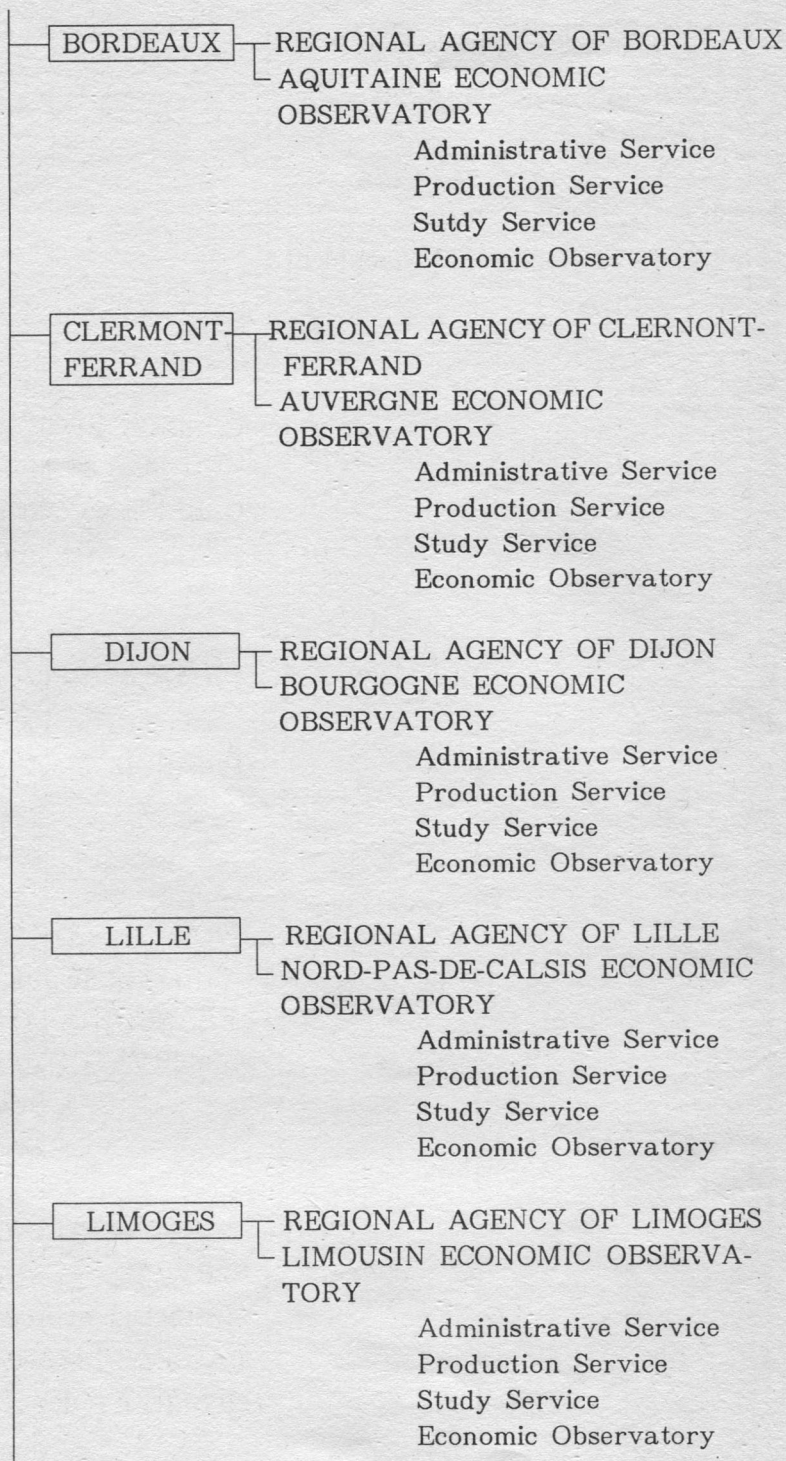 BORDEAUX REGIONAL AGENCY OF BORDEAUX
AQUITAINE ECONOMIC
OBSERVATORY
Administrative Service
Production Service
Sutdy Service
Economic Observatory
CLERMONT- REGIONAL AGENCY OF CLERNONT-
FERRAND FERRAND
AUVERGNE ECONOMIC
OBSERVATORY
Administrative Service
Production Service
Study Service
Economic Observatory
DIJON REGIONAL AGENCY OF DIJON
BOURGOGNE ECONOMIC
OBSERVATORY
Administrative Service
Production Service
Study Service
Economic Observatory
LILLE REGIONAL AGENCY OF LILLE
NORD-PAS-DE-CALSIS ECONOMIC
OBSERVATORY
Administrative Service
Production Service
Study Service
Economic Observatory
LIMOGES REGIONAL AGENCY OF LIMOGES
LIMOUSIN ECONOMIC OBSERVA-
TORY
Administrative Service
Production Service
Study Service
Economic Observatory